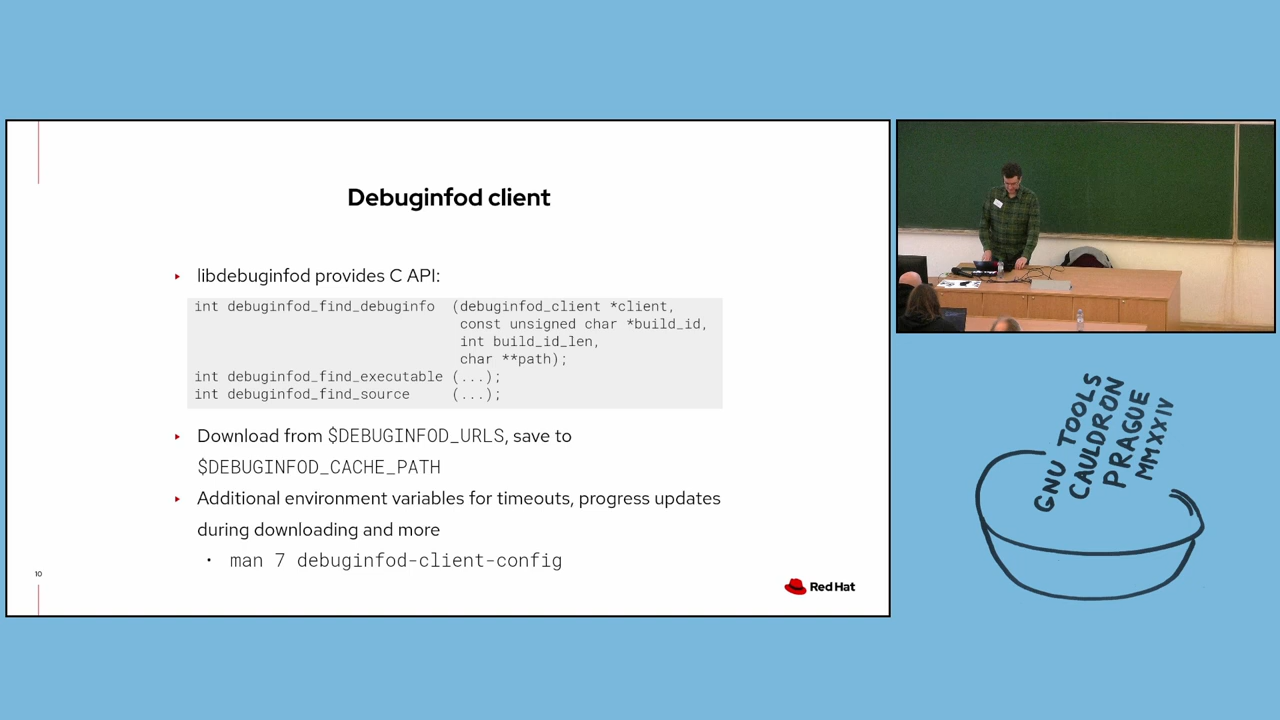 Debuginfod client
▸ libdebuginfod provides C API:
int debuginfod_find_debuginfo (debuginfod_client *client,
const unsigned char *build_id,
int build_id_len,
char **path);
int debuginfod_find_executable (...);
int debuginfod_find_source (...);
▸ Download from $DEBUGINFOD_URLS, save to
$DEBUGINFOD_CACHE_PATH
▸ Additional environment variables for timeouts, progress updates
during downloading and more
• man 7 debuginfod-client-config
10
Red Hat
GNU TOOLS
CAULDRON
PRAGUE
MMXXIV